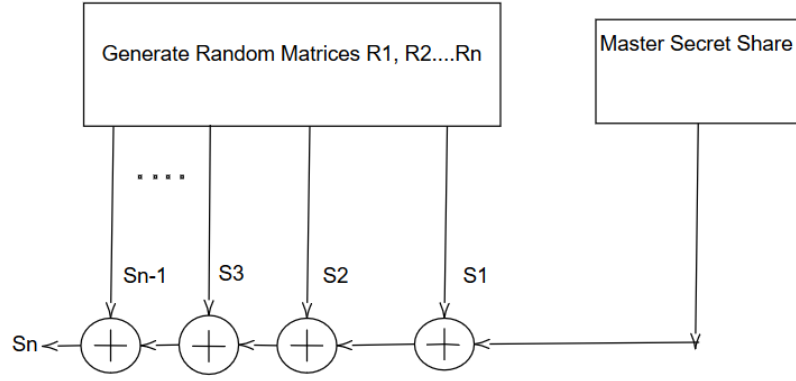 Generate Random Matrices R1, R2....Rn
Master Secret Share
....
Sn-1
S3
S2
S1
Sn